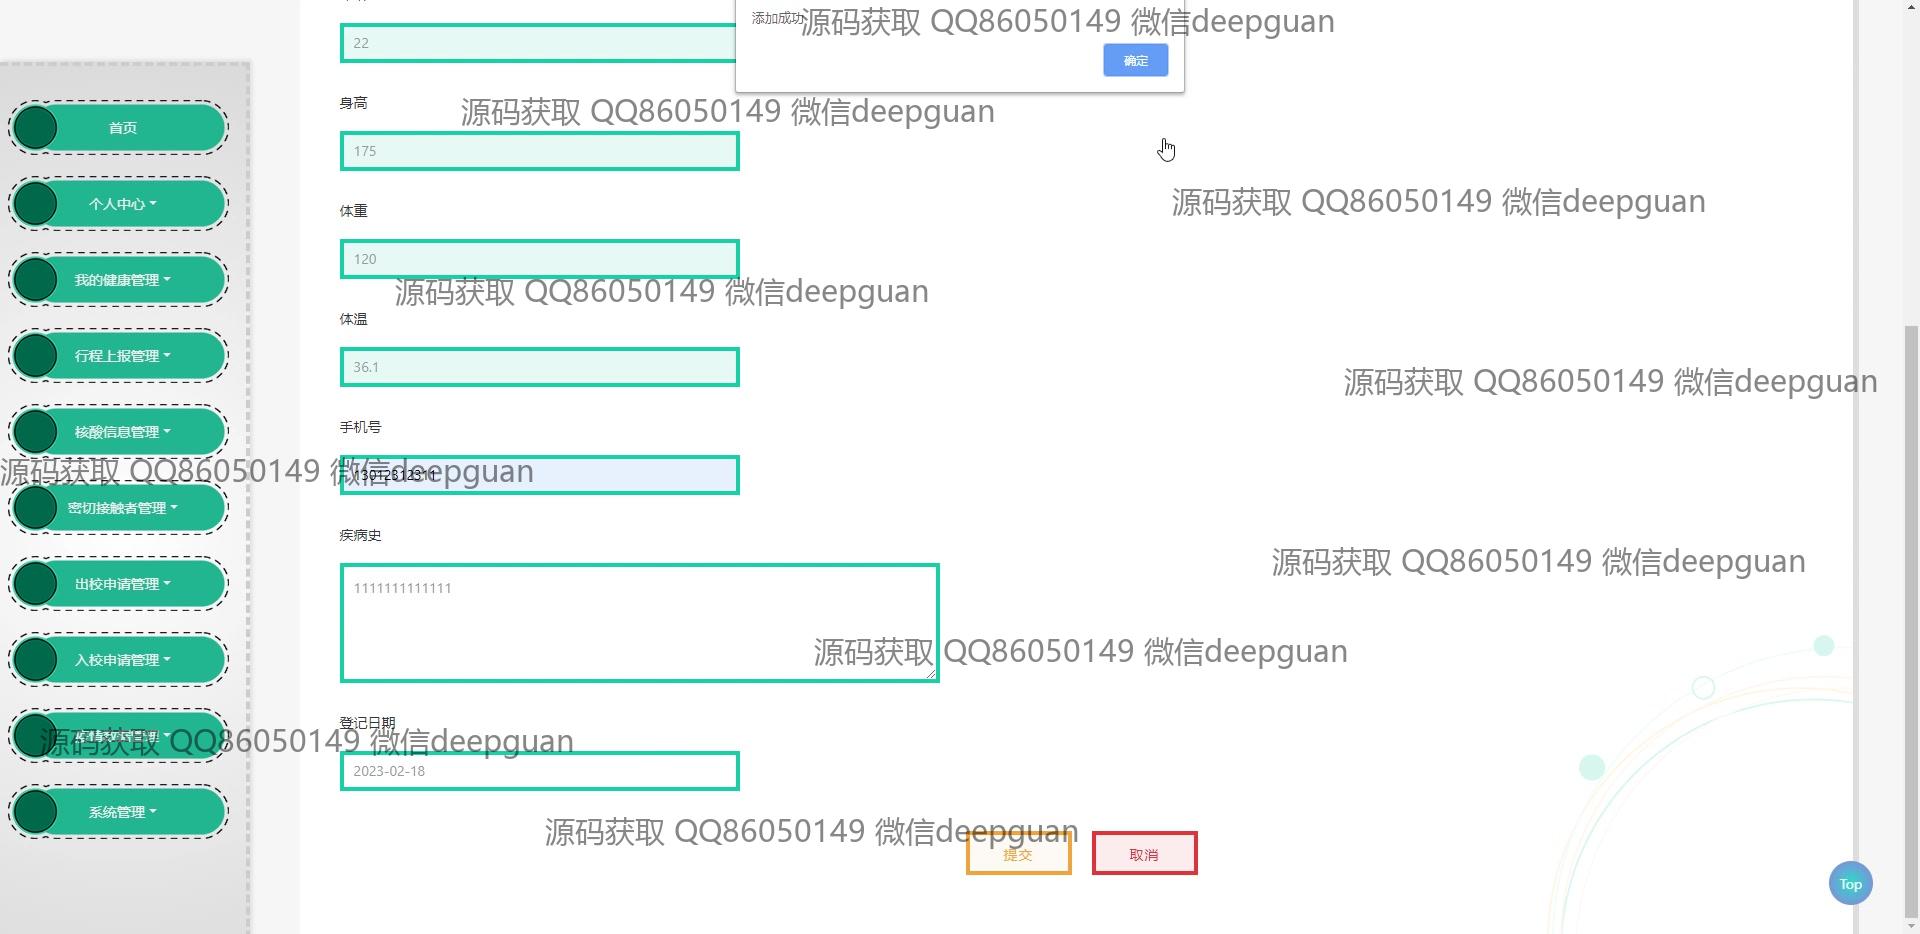 添加成功
源码获取 QQ86050149 微信deepguan
22
确定
身高
源码获取 QQ86050149 微信deepguan
首页
175
个人中心
源码获取 QQ86050149 微信deepguan
体重
120
我的健康管理
源码获取 QQ86050149 微信deepguan
体温
行程上报管理
36.1
源码获取 QQ86050149 微信deepguan
手机号
核酸信息管理
源码获取 QQ86050149 微信deepguan
13012312311
密切接触者管理
疾病史
源码获取 QQ86050149 微信deepguan
出校申请管理
1111111111111
入校申请管理
源码获取 QQ86050149 微信deepguan
登记日期
源码获取 QQ86050149 微信deepguan
2023-02-18
系统管理
源码获取 QQ86050149 微信deepguan
提交
取消
Top